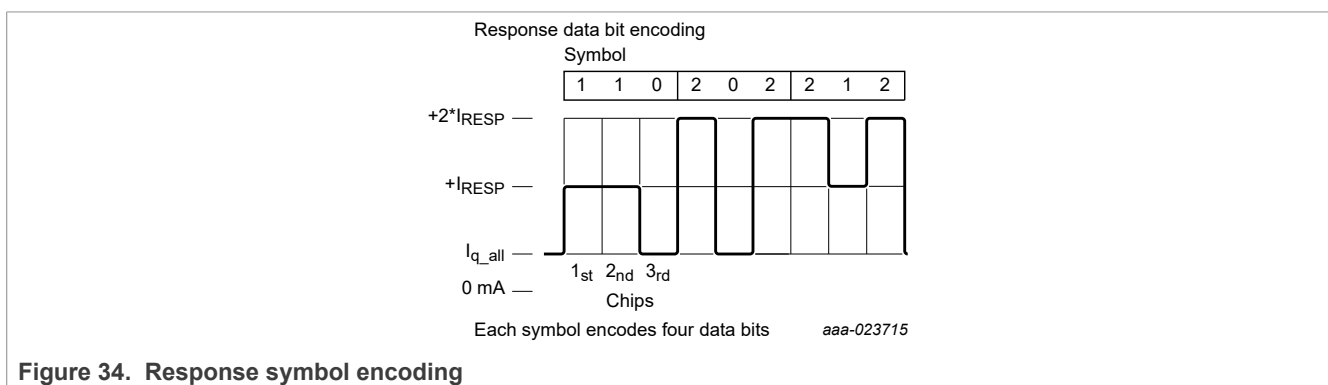 Response data bit encoding
Symbol
1 1 0 2 0 2 2 1 2
+2*IRESP
+IRESP
Iq_all
1st 2nd 3rd
0 mA
Chips
Each symbol encodes four data bits aaa-023715
Figure 34. Response symbol encoding